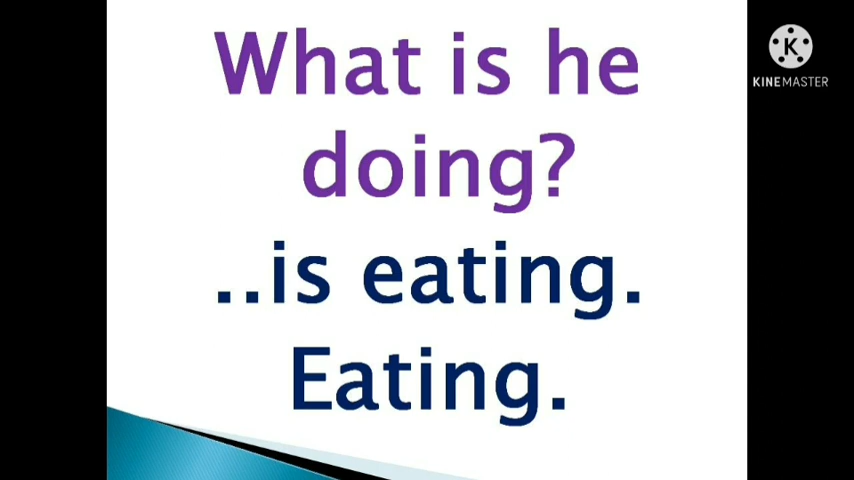 What is he
doing?
..is eating.
Eating.
K
KINEMASTER